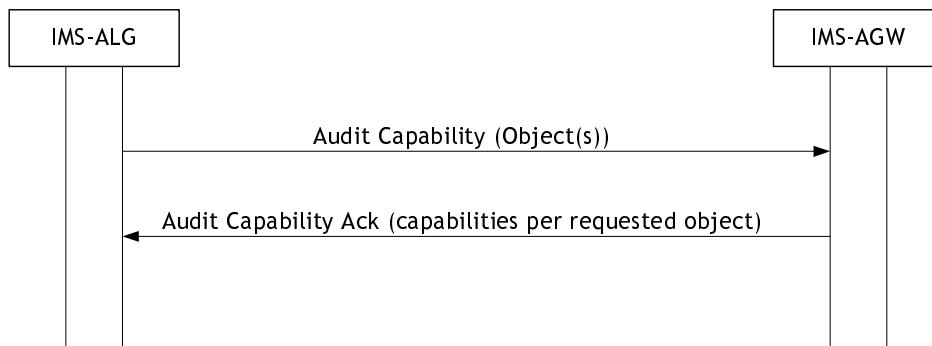 IMS-ALG
IMS-AGW
Audit Capability (Object(s))
Audit Capability Ack (capabilities per requested object)